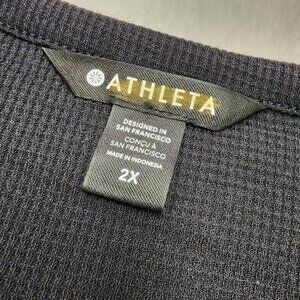 ATHLETA
DESIGNED IN
SAN FRANCISCO
CONÇU À
SAN FRANCISCO
MADE IN INDONESIA
2X